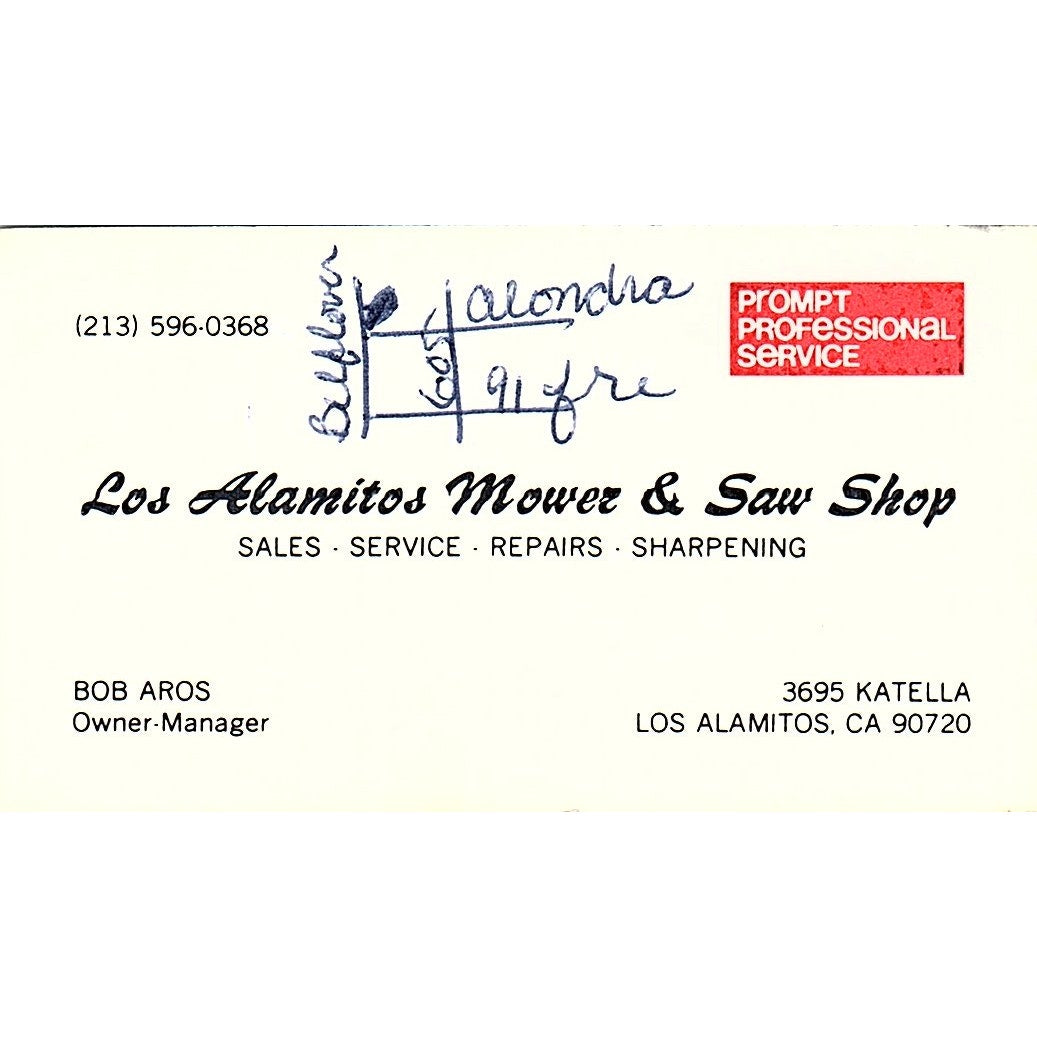 (213) 596-0368
Balflower
605
alondra
91 fre
PROMPT
PROFESSIONAL
SERVICE
Los Alamitos Mower & Saw Shop
SALES · SERVICE · REPAIRS · SHARPENING
BOB AROS
Owner-Manager
3695 KATELLA
LOS ALAMITOS, CA 90720